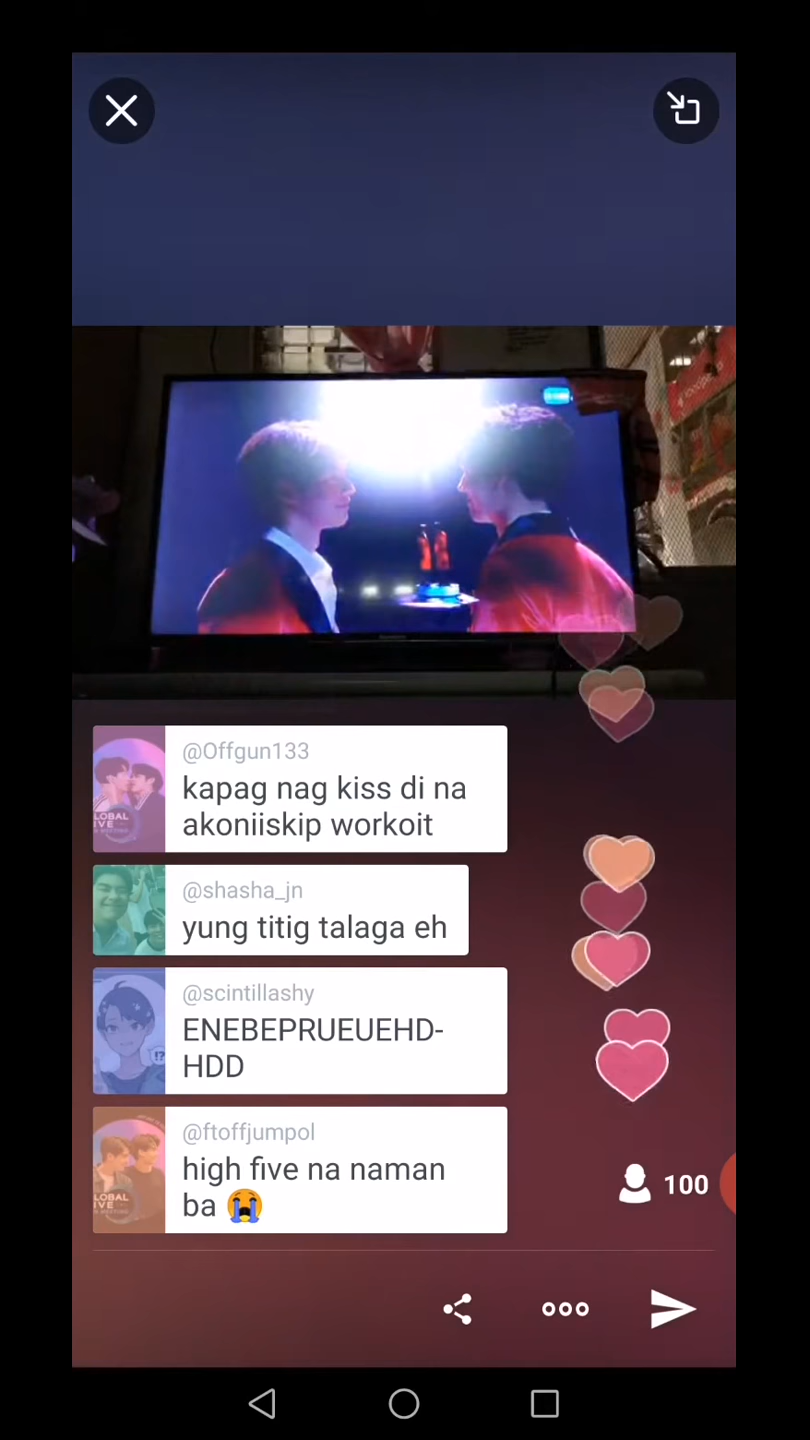 @Offgun133
kapag nag kiss di na
akoniiskip workoit
@shasha_jn
yung titig talaga eh
@scintillashy
ENEBEPRUEUEHD-
HDD
@ftoffjumpol
high five na naman
ba 😭
100